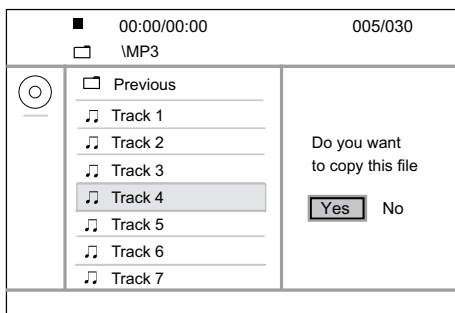 00:00/00:00 005/030
\MP3
Previous
Track 1
Track 2
Track 3
Track 4
Track 5
Track 6
Track 7
Do you want
to copy this file
Yes No